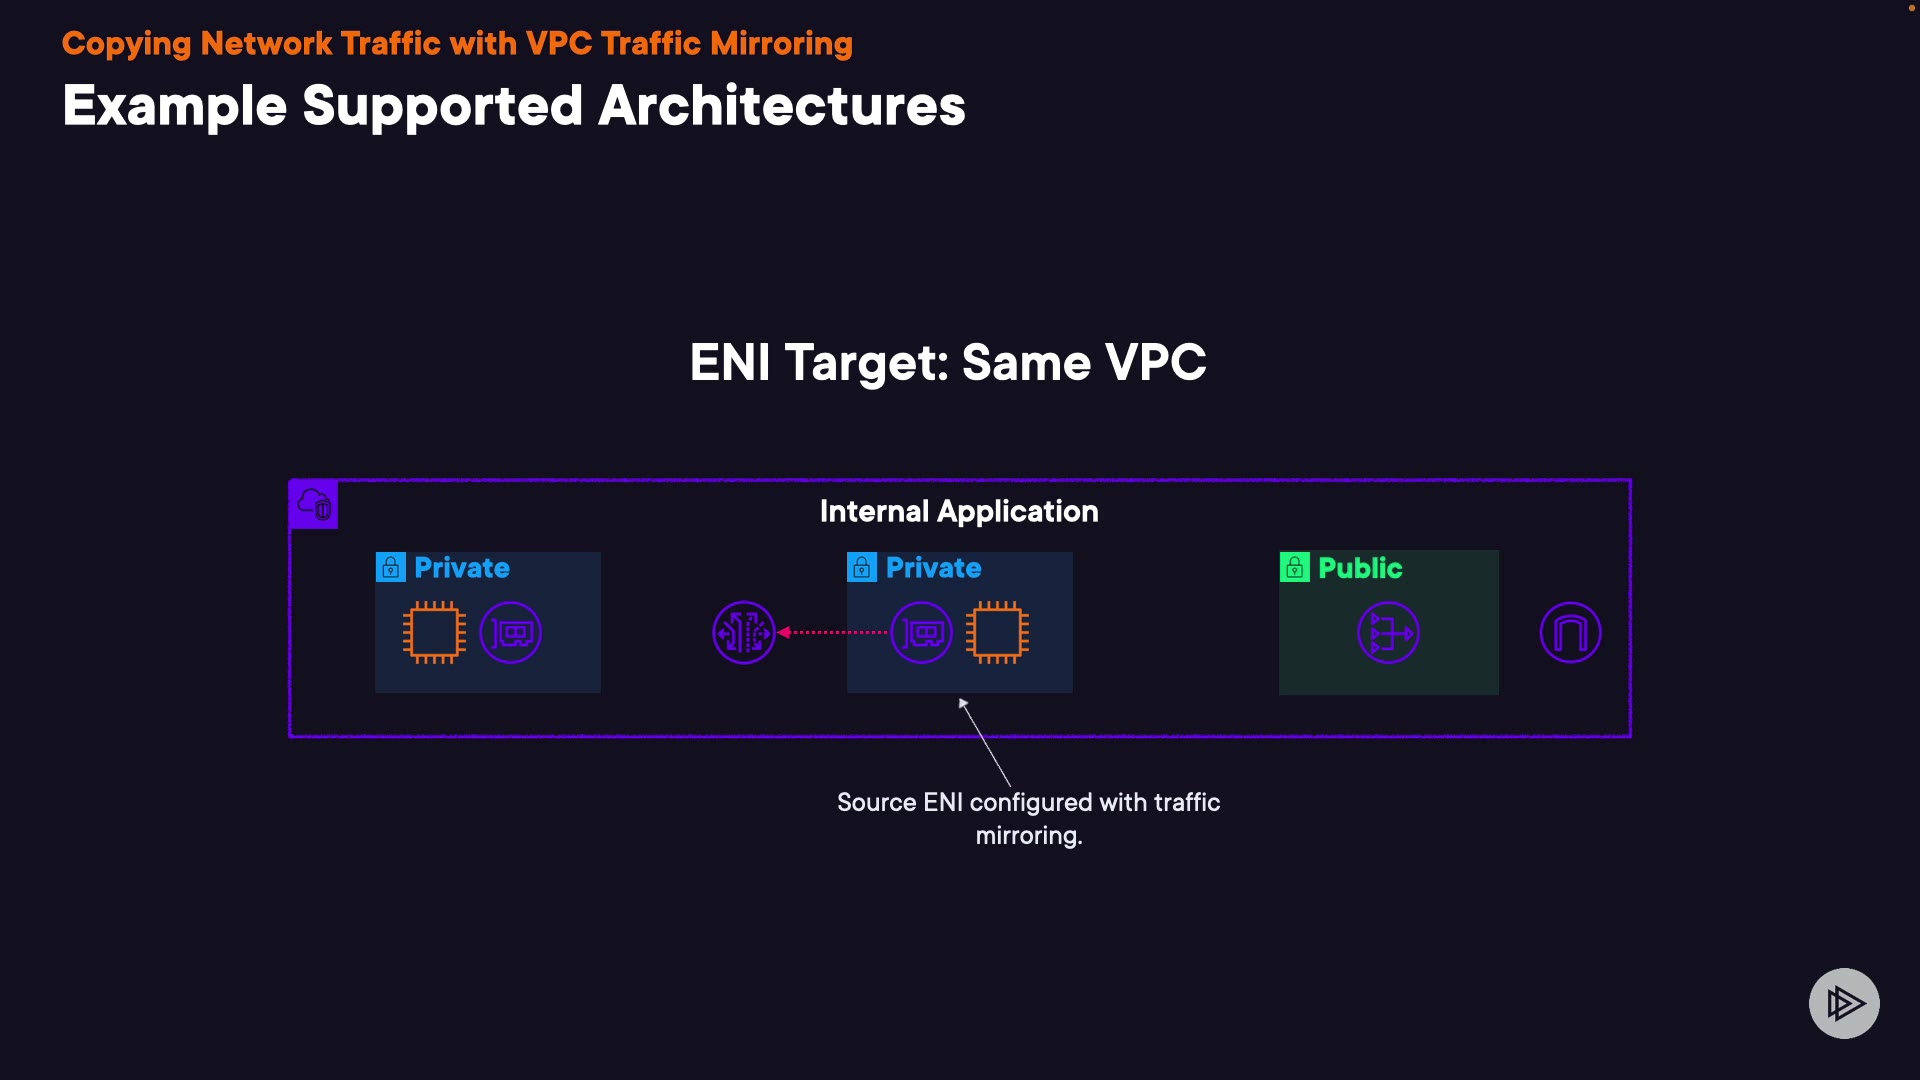 Copying Network Traffic with VPC Traffic Mirroring
Example Supported Architectures
ENI Target: Same VPC
Internal Application
Private
Private
Public
Source ENI configured with traffic
mirroring.